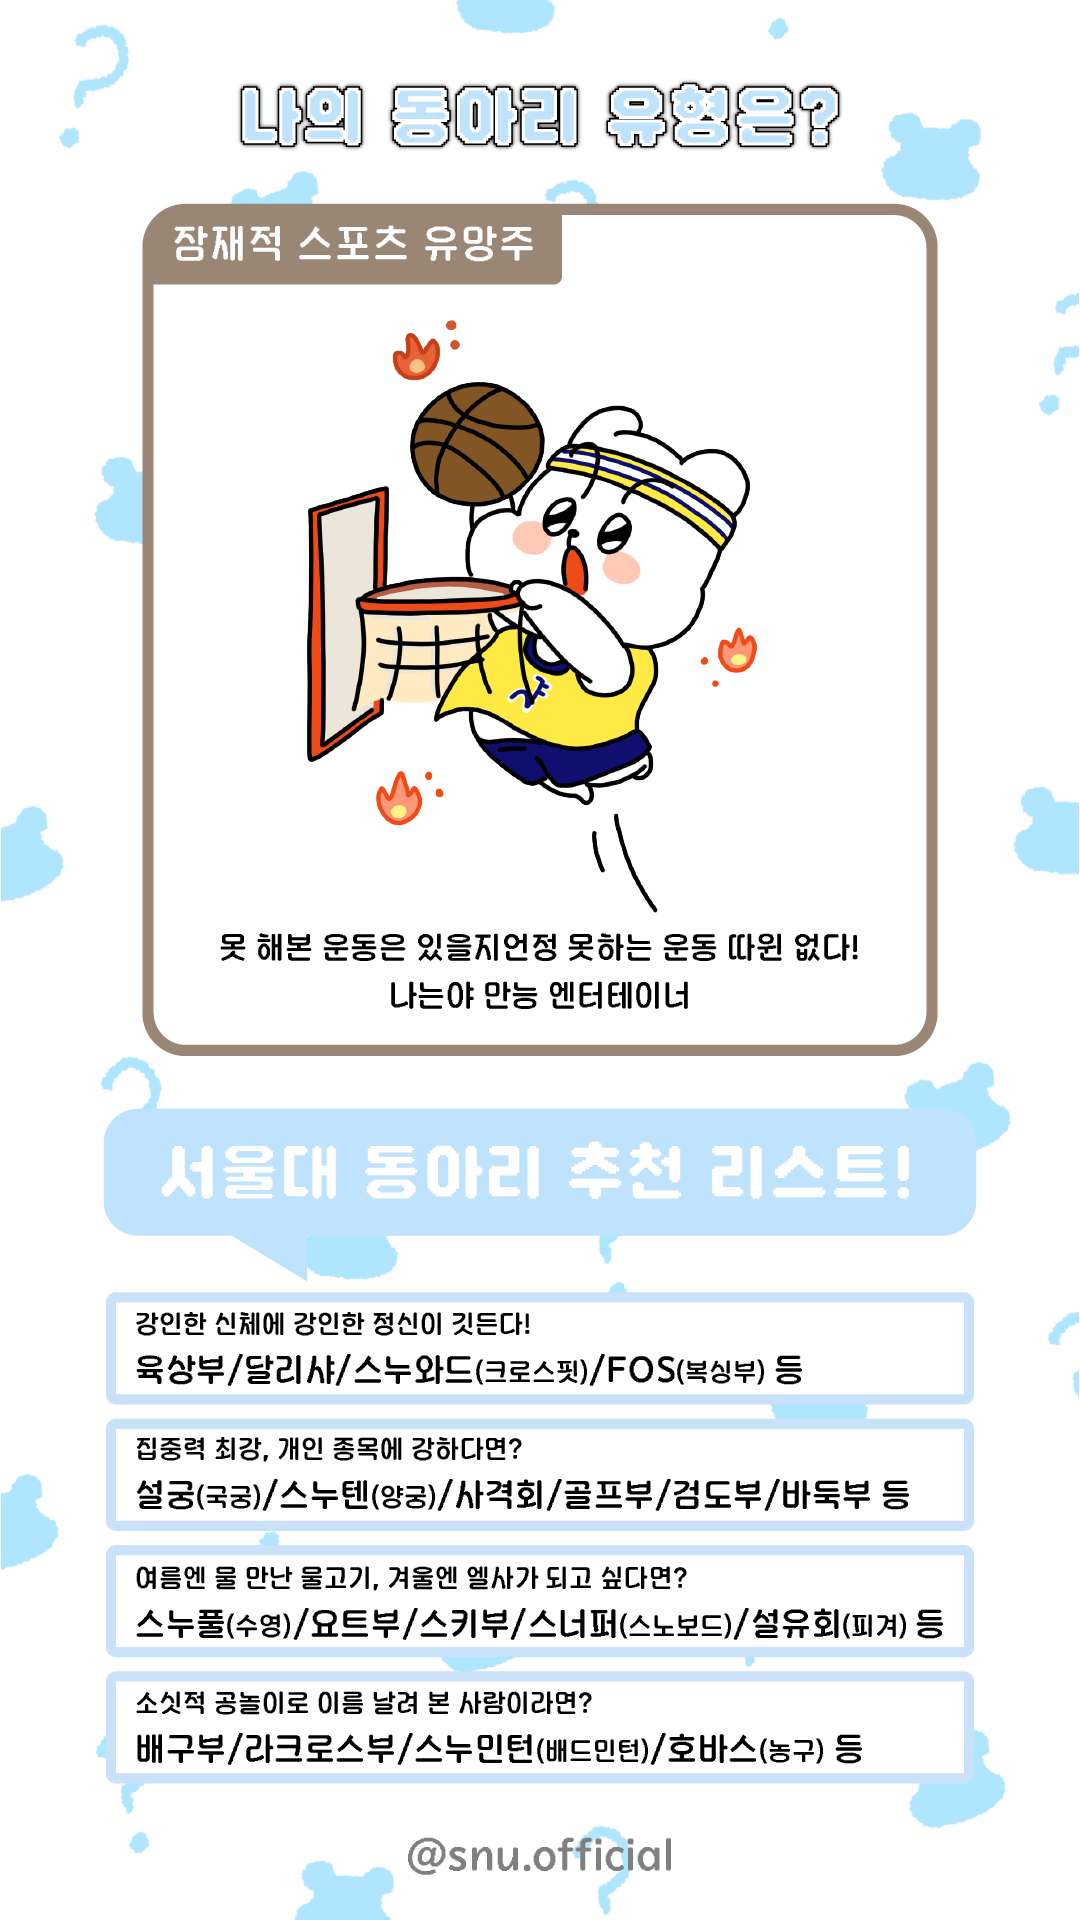 나의 동아리 유형은?
잠재적 스포츠 유망주
샤
못 해본 운동은 있을지언정 못하는 운동 따윈 없다!
나는야 만능 엔터테이너
서울대 동아리 추천 리스트!
강인한 신체에 강인한 정신이 깃든다!
육상부/달리샤/스누와드(크로스핏)/FOS(복싱부) 등
집중력 최강, 개인 종목에 강하다면?
설궁(국궁)/스누텐(양궁)/사격회/골프부/검도부/바둑부 등
여름엔 물 만난 물고기, 겨울엔 엘사가 되고 싶다면?
스누풀(수영)/요트부/스키부/스너퍼(스노보드)/설유회(피겨) 등
소싯적 공놀이로 이름 날려 본 사람이라면?
배구부/라크로스부/스누민턴(배드민턴)/호바스(농구) 등
@snu.official